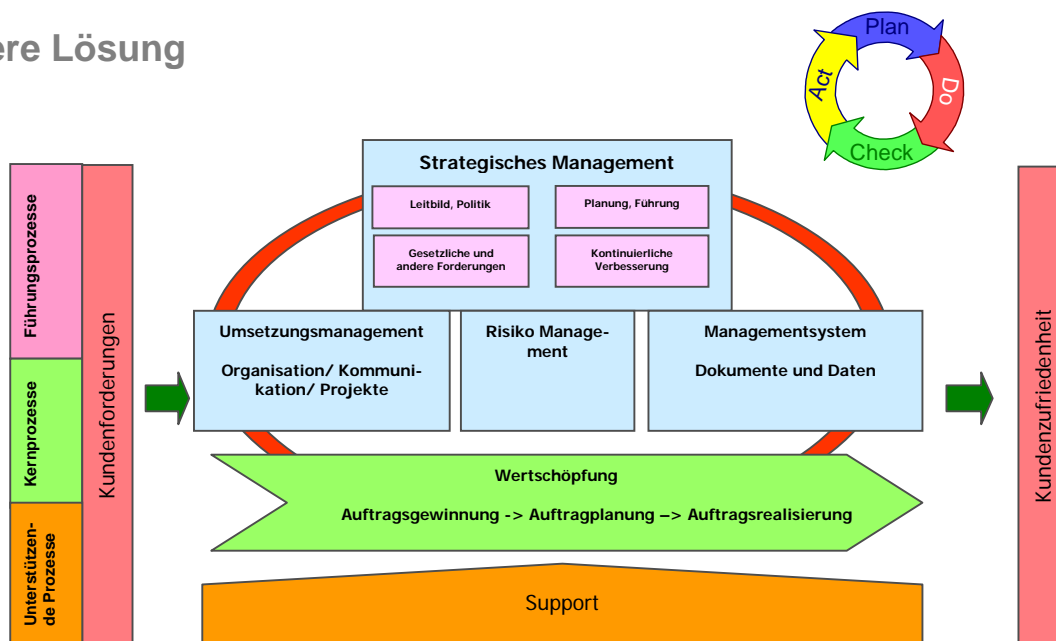 ere Lösung
Plan
Do
Check
Act
Führungsprozesse
Kernprozesse
Unterstützen-
de Prozesse
Kundenforderungen
Strategisches Management
Leitbild, Politik
Planung, Führung
Gesetzliche und
andere Forderungen
Kontinuierliche
Verbesserung
Umsetzungsmanagement
Organisation/ Kommuni-
kation/ Projekte
Risiko Manage-
ment
Managementsystem
Dokumente und Daten
Wertschöpfung
Auftragsgewinnung -> Auftragplanung –> Auftragsrealisierung
Support
Kundenzufriedenheit